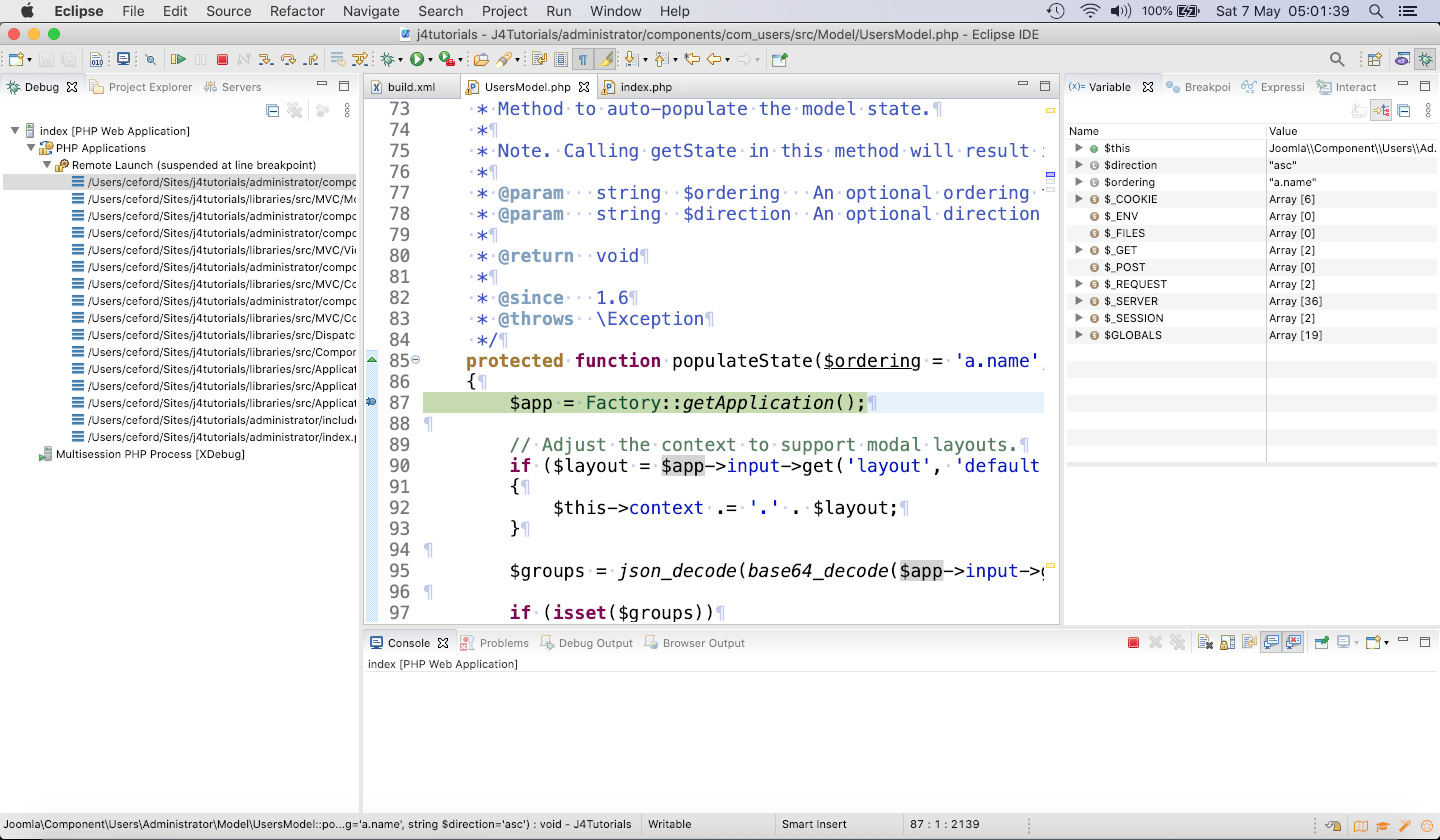 Eclipse File Edit Source Refactor Navigate Search Project Run Window Help 100% Sat 7 May 05:01:39
j4tutorials - J4Tutorials/administrator/components/com_users/src/Model/UsersModel.php - Eclipse IDE
Debug Project Explorer Servers
index [PHP Web Application]
PHP Applications
Remote Launch (suspended at line breakpoint)
/Users/ceford/Sites/j4tutorials/administrator/compo
/Users/ceford/Sites/j4tutorials/libraries/src/MVC/Mo
/Users/ceford/Sites/j4tutorials/administrator/compo
/Users/ceford/Sites/j4tutorials/administrator/compo
/Users/ceford/Sites/j4tutorials/libraries/src/MVC/Vie
/Users/ceford/Sites/j4tutorials/administrator/compo
/Users/ceford/Sites/j4tutorials/libraries/src/MVC/Co
/Users/ceford/Sites/j4tutorials/administrator/compo
/Users/ceford/Sites/j4tutorials/libraries/src/MVC/Co
/Users/ceford/Sites/j4tutorials/libraries/src/Dispatc
/Users/ceford/Sites/j4tutorials/libraries/src/Compon
/Users/ceford/Sites/j4tutorials/libraries/src/Applicat
/Users/ceford/Sites/j4tutorials/libraries/src/Applicat
/Users/ceford/Sites/j4tutorials/libraries/src/Applicat
/Users/ceford/Sites/j4tutorials/administrator/include
/Users/ceford/Sites/j4tutorials/administrator/index.p
Multisession PHP Process [XDebug]
build.xml UsersModel.php index.php
73 * Method to auto-populate the model state.¶
74 *¶
75 * Note. Calling getState in this method will result i
76 *¶
77 * @param string $ordering An optional ordering
78 * @param string $direction An optional direction
79 *¶
80 * @return void¶
81 *¶
82 * @since 1.6¶
83 * @throws \Exception¶
84 */¶
85 protected function populateState($ordering = 'a.name',
86 {¶
87 $app = Factory::getApplication();¶
88 ¶
89 // Adjust the context to support modal layouts.¶
90 if ($layout = $app->input->get('layout', 'default
91 {¶
92 $this->context .= '.' . $layout;¶
93 }¶
94 ¶
95 $groups = json_decode(base64_decode($app->input->g
96 ¶
97 if (isset($groups))¶
Variable Breakpoi Expressi Interact
Name Value
$this Joomla\\Component\\Users\\Ad.
$direction "asc"
$ordering "a.name"
$_COOKIE Array [6]
$_ENV Array [0]
$_FILES Array [0]
$_GET Array [2]
$_POST Array [0]
$_REQUEST Array [2]
$_SERVER Array [36]
$_SESSION Array [2]
$GLOBALS Array [19]
Console Problems Debug Output Browser Output
index [PHP Web Application]
Joomla\Component\Users\Administrator\Model\UsersModel::po...g='a.name', string $direction='asc') : void - J4Tutorials Writable Smart Insert 87 : 1 : 2139